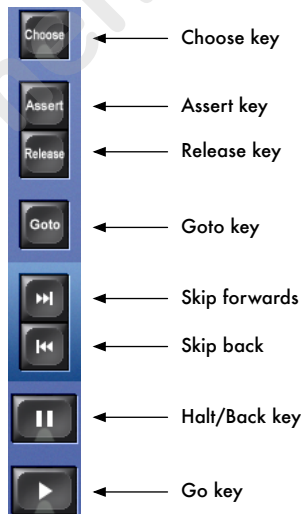 Choose Choose key
Assert Assert key
Release Release key
Goto Goto key
Skip forwards
Skip back
Halt/Back key
Go key